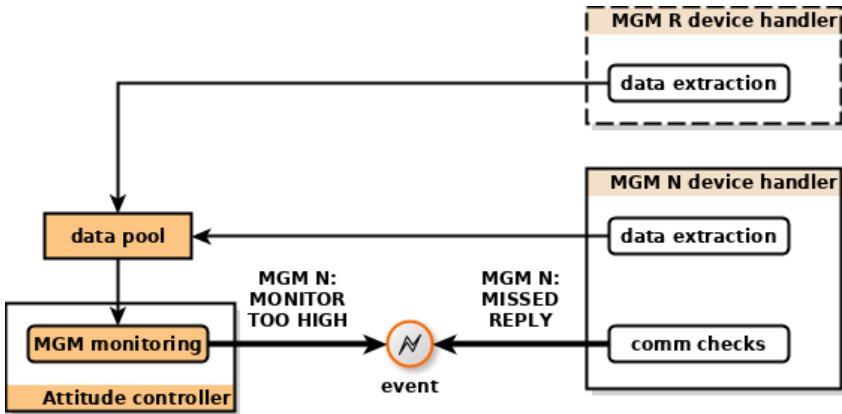 MGM R device handler
data extraction
MGM N device handler
data pool
data extraction
MGM N:
MONITOR
TOO HIGH
MGM N:
MISSED
REPLY
MGM monitoring
comm checks
event
Attitude controller